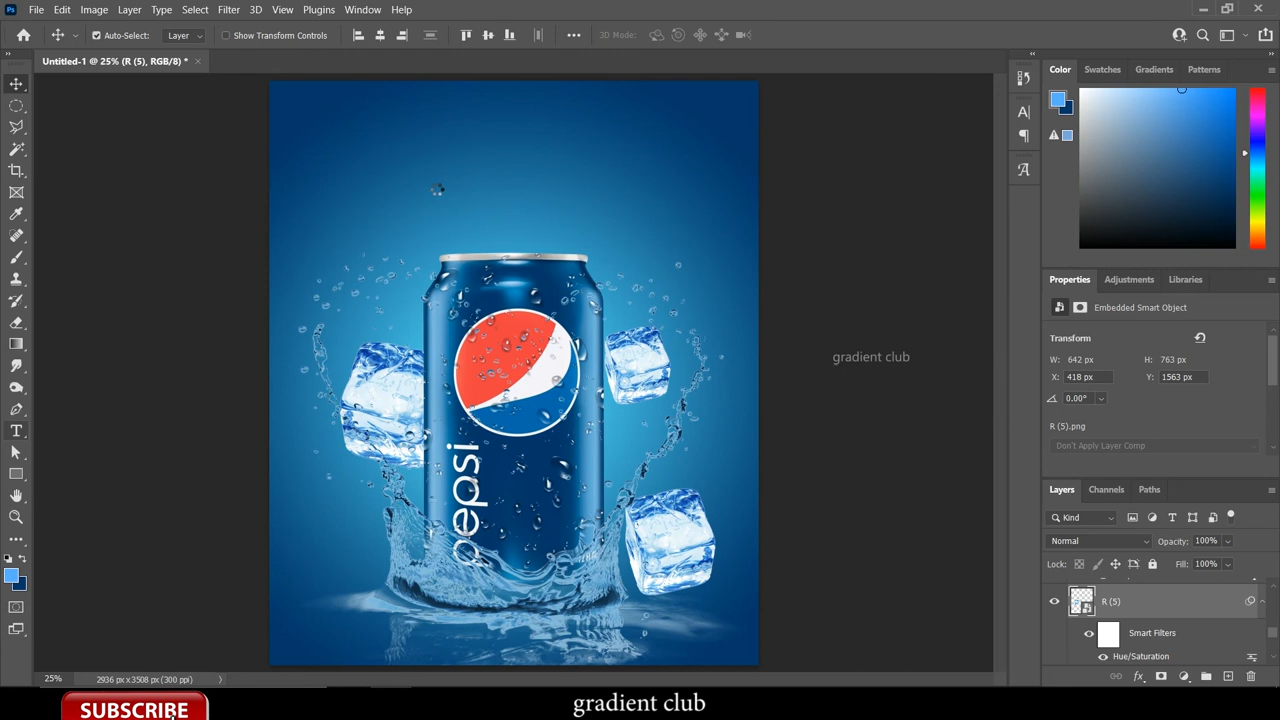 Ps File Edit Image Layer Type Select Filter 3D View Plugins Window Help
Auto-Select: Layer Show Transform Controls 3D Mode:
Untitled-1 @ 25% (R (5), RGB/8) *
Color Swatches Gradients Patterns
Properties Adjustments Libraries
Embedded Smart Object
Transform
W: 642 px H: 763 px
X: 418 px Y: 1563 px
0.00°
R (5).png
Don't Apply Layer Comp
Layers Channels Paths
Kind
Normal Opacity: 100%
Lock: Fill: 100%
R (5)
Smart Filters
Hue/Saturation
pepsi
gradient club
25% 2936 px x 3508 px (300 ppi)
SUBSCRIBE
gradient club